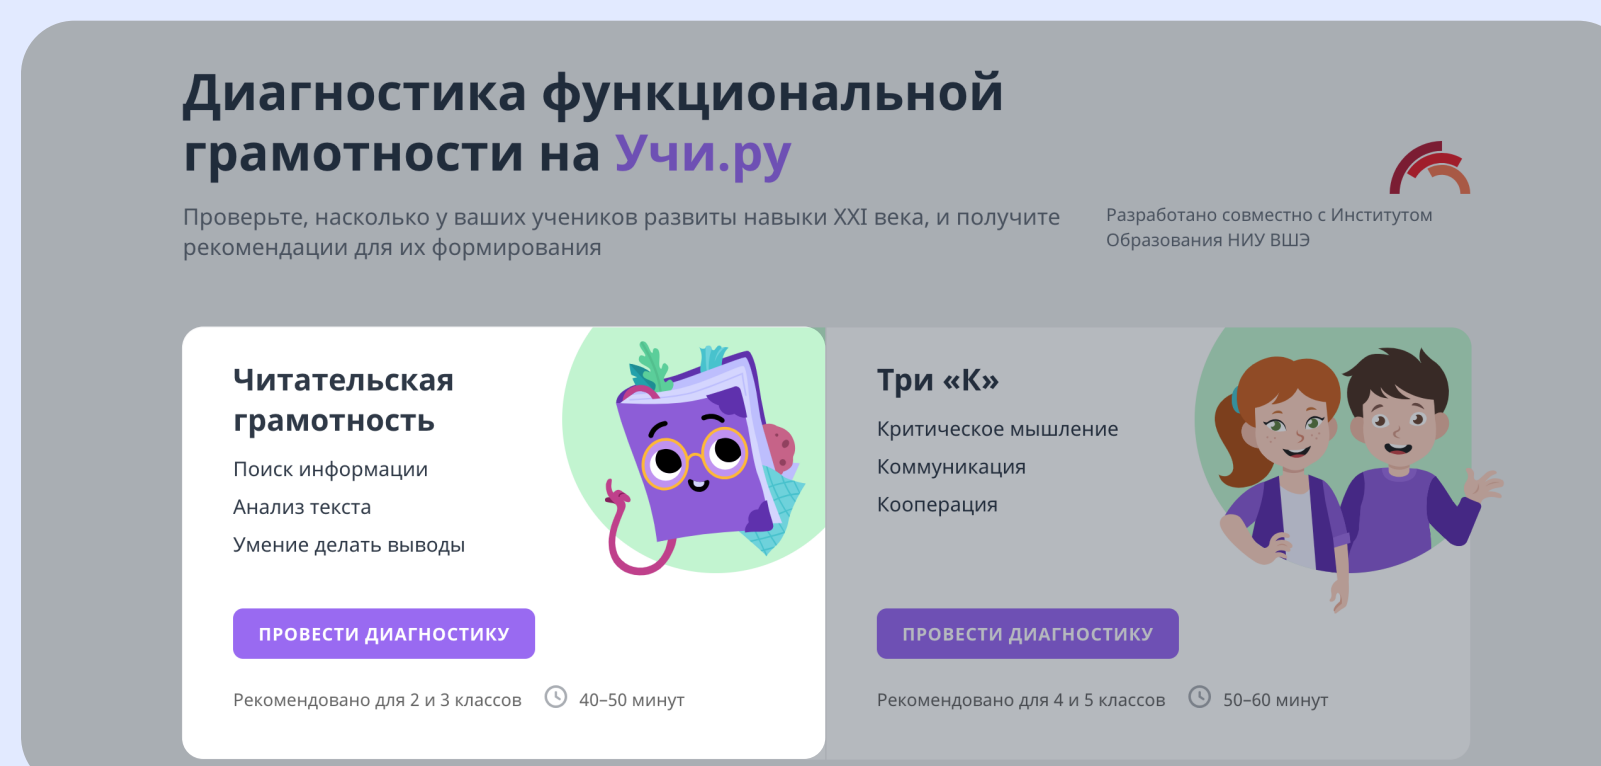 Диагностика функциональной
грамотности на Учи.ру
Проверьте, насколько у ваших учеников развиты навыки XXI века, и получите
рекомендации для их формирования
Разработано совместно с Институтом
Образования НИУ ВШЭ
Читательская
грамотность
Поиск информации
Анализ текста
Умение делать выводы
ПРОВЕСТИ ДИАГНОСТИКУ
Рекомендовано для 2 и 3 классов 40–50 минут
Три «К»
Критическое мышление
Коммуникация
Кооперация
ПРОВЕСТИ ДИАГНОСТИКУ
Рекомендовано для 4 и 5 классов 50–60 минут